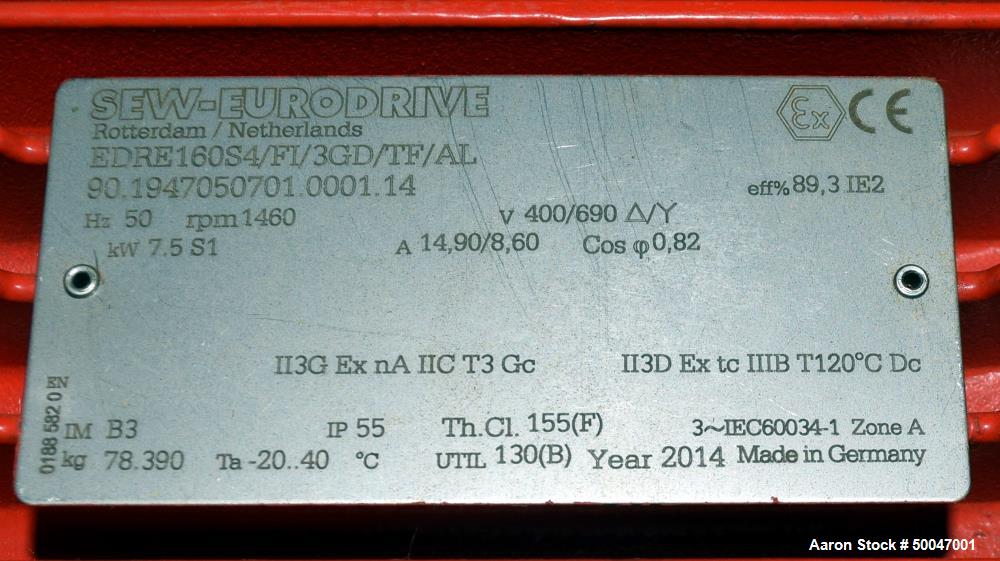 SEW-EURODRIVE
Rotterdam / Netherlands
EDRE160S4/FI/3GD/TF/AL
90.1947050701.0001.14
eff% 89,3 IE2
Hz 50 rpm 1460 V 400/690 Δ/Y
kW 7.5 S1 A 14,90/8,60 Cos φ 0,82
II3G Ex nA IIC T3 Gc II3D Ex tc IIIB T120°C Dc
IM B3 IP 55 Th.Cl. 155(F) 3~IEC60034-1 Zone A
kg 78.390 Ta -20..40 °C UTIL 130(B) Year 2014 Made in Germany
0188 582 0 EN
Ex CE
Aaron Stock # 50047001